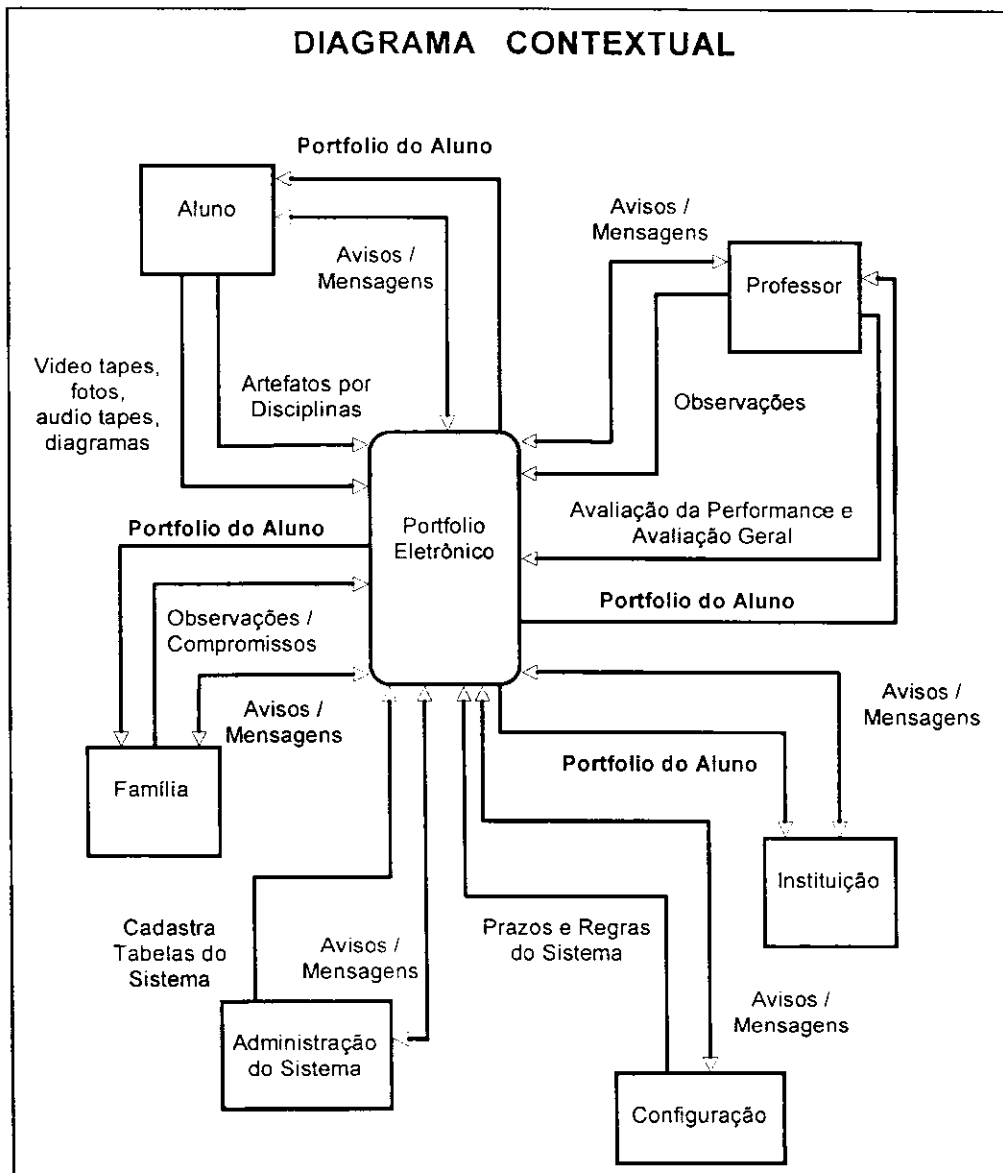 DIAGRAMA CONTEXTUAL
Portfolio do Aluno
Aluno
Avisos /
Mensagens
Avisos /
Mensagens
Professor
Video tapes,
fotos,
audio tapes,
diagramas
Artefatos por
Disciplinas
Observações
Portfolio
Eletrônico
Avaliação da Performance e
Avaliação Geral
Portfolio do Aluno
Portfolio do Aluno
Observações /
Compromissos
Avisos /
Mensagens
Avisos /
Mensagens
Família
Portfolio do Aluno
Instituição
Cadastra
Tabelas do
Sistema
Avisos /
Mensagens
Prazos e Regras
do Sistema
Avisos /
Mensagens
Administração
do Sistema
Configuração